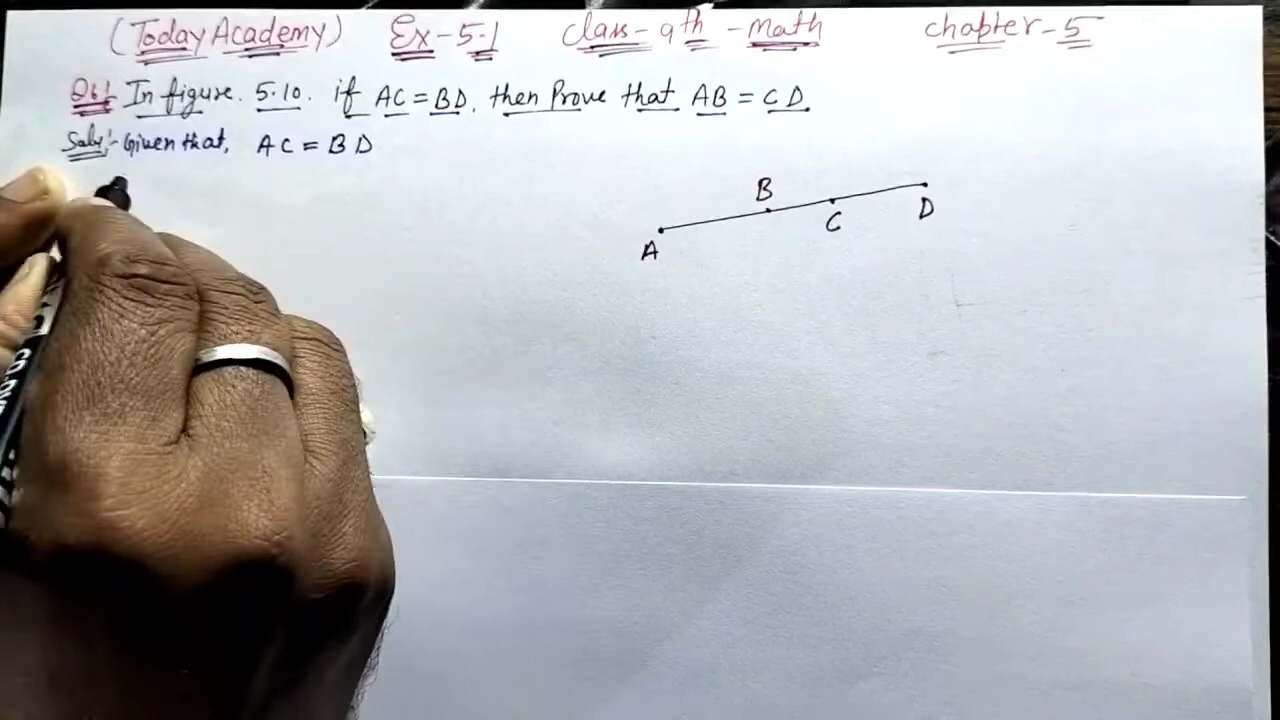 (Today Academy) Ex-5.1 class-9th-math chapter-5
Q6! In figure. 5.10. if AC = BD, then Prove that AB = CD.
Given that, AC = BD
B
D
C
A